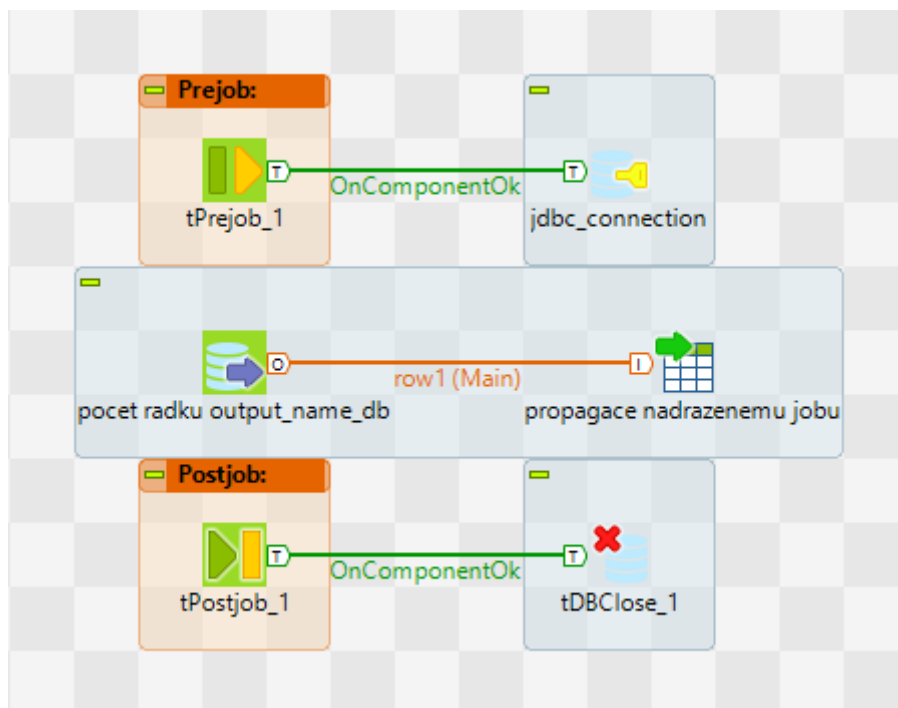 Prejob:
T
T
OnComponentOk
tPrejob_1
jdbc_connection
O
I
row1 (Main)
pocet radku output_name_db
propagace nadrazenemu jobu
Postjob:
T
T
OnComponentOk
tPostjob_1
tDBClose_1